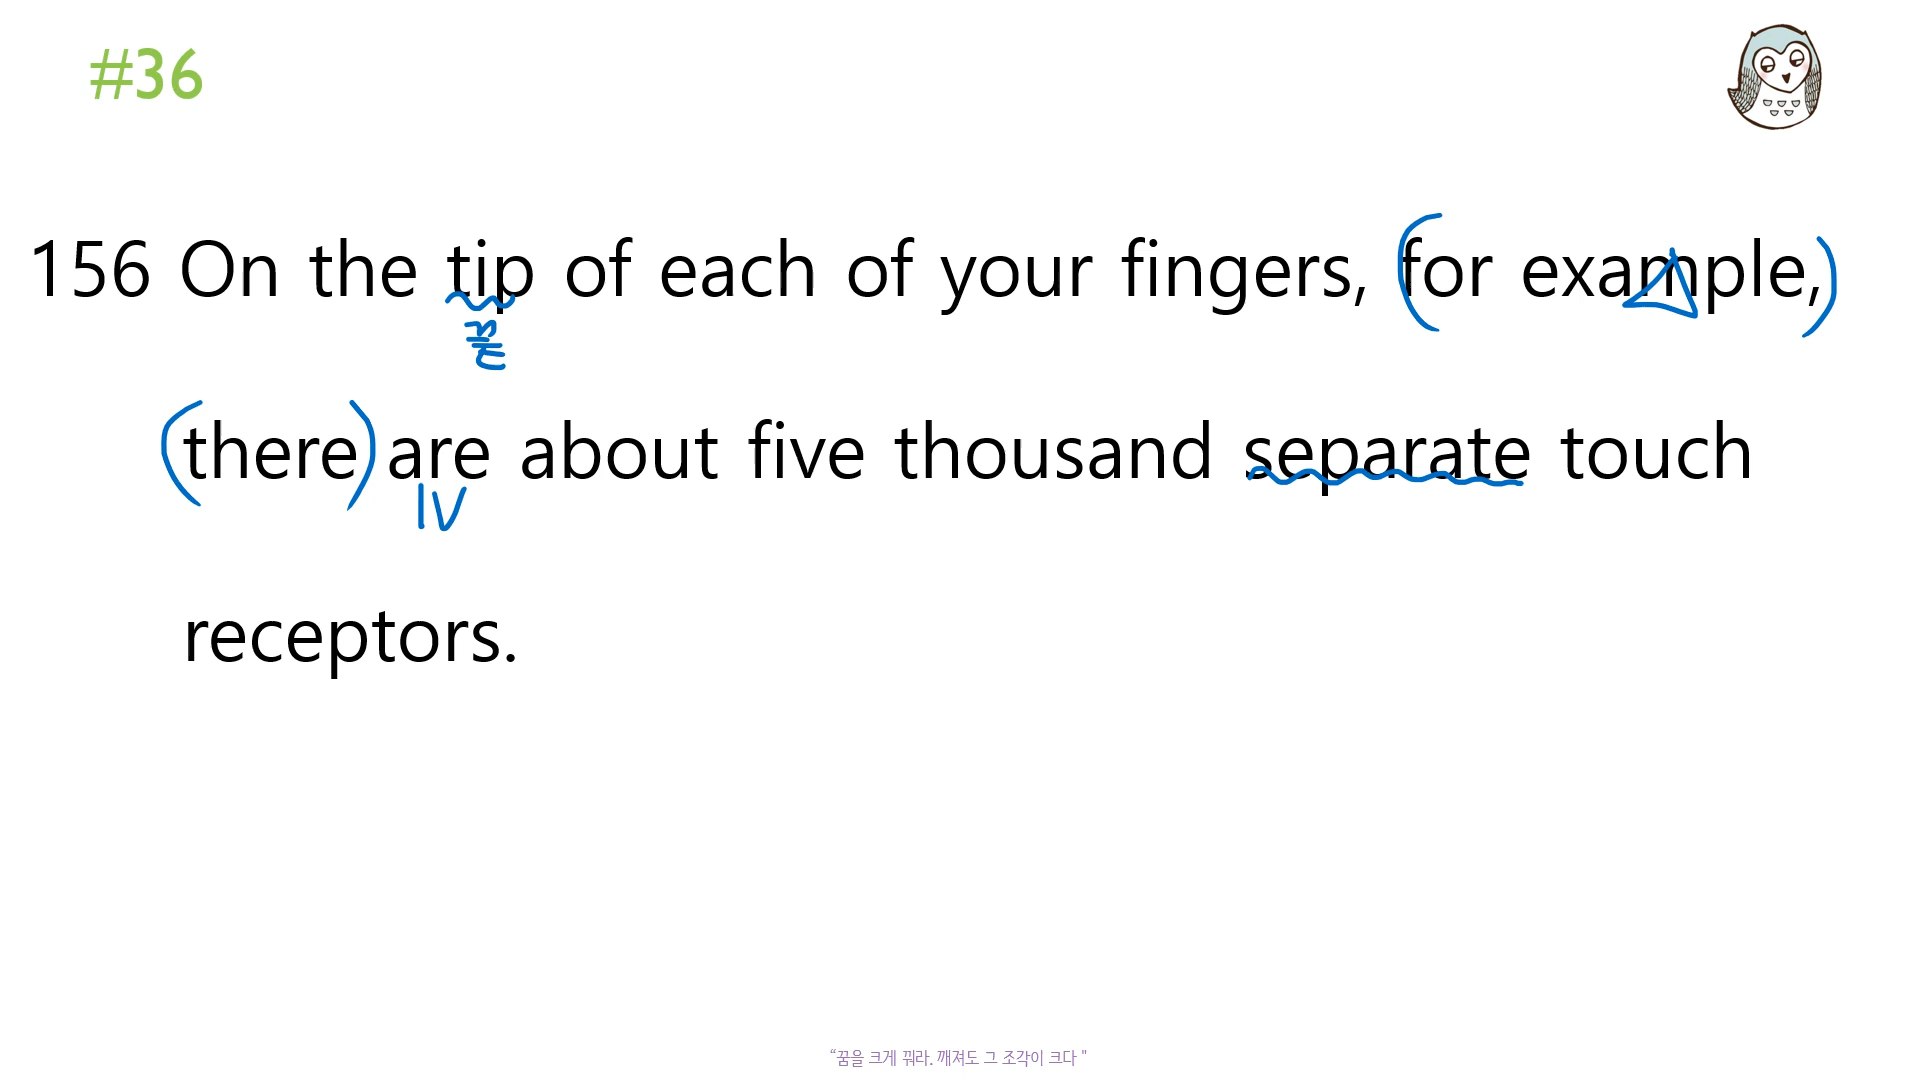 #36
156 On the tip of each of your fingers, (for example,)
끝
(there) are about five thousand separate touch
IV
receptors.
“꿈을 크게 꿔라. 깨져도 그 조각이 크다 "